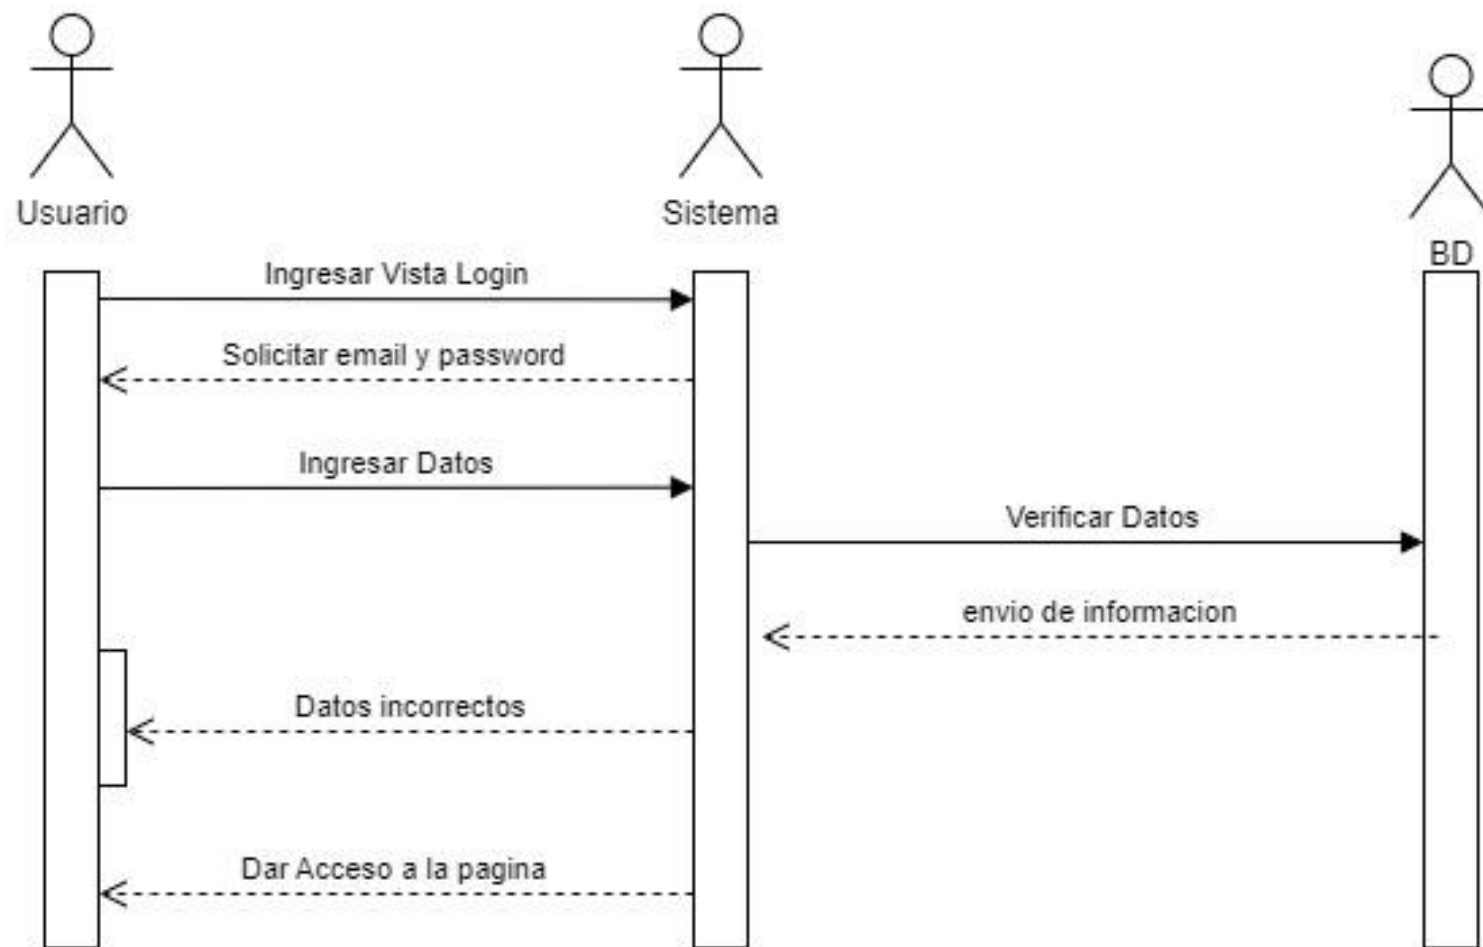 Usuario
Sistema
BD
Ingresar Vista Login
Solicitar email y password
Ingresar Datos
Verificar Datos
envio de informacion
Datos incorrectos
Dar Acceso a la pagina